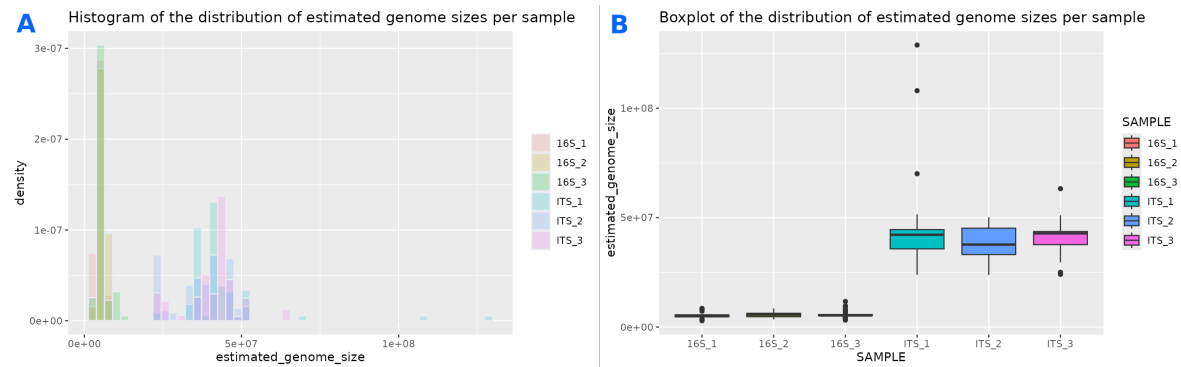 A
Histogram of the distribution of estimated genome sizes per sample
3e-07
2e-07
1e-07
0e+00
density
0e+00
5e+07
1e+08
estimated_genome_size
16S_1
16S_2
16S_3
ITS_1
ITS_2
ITS_3
B
Boxplot of the distribution of estimated genome sizes per sample
1e+08
5e+07
0e+00
estimated_genome_size
16S_1
16S_2
16S_3
ITS_1
ITS_2
ITS_3
SAMPLE
SAMPLE
16S_1
16S_2
16S_3
ITS_1
ITS_2
ITS_3